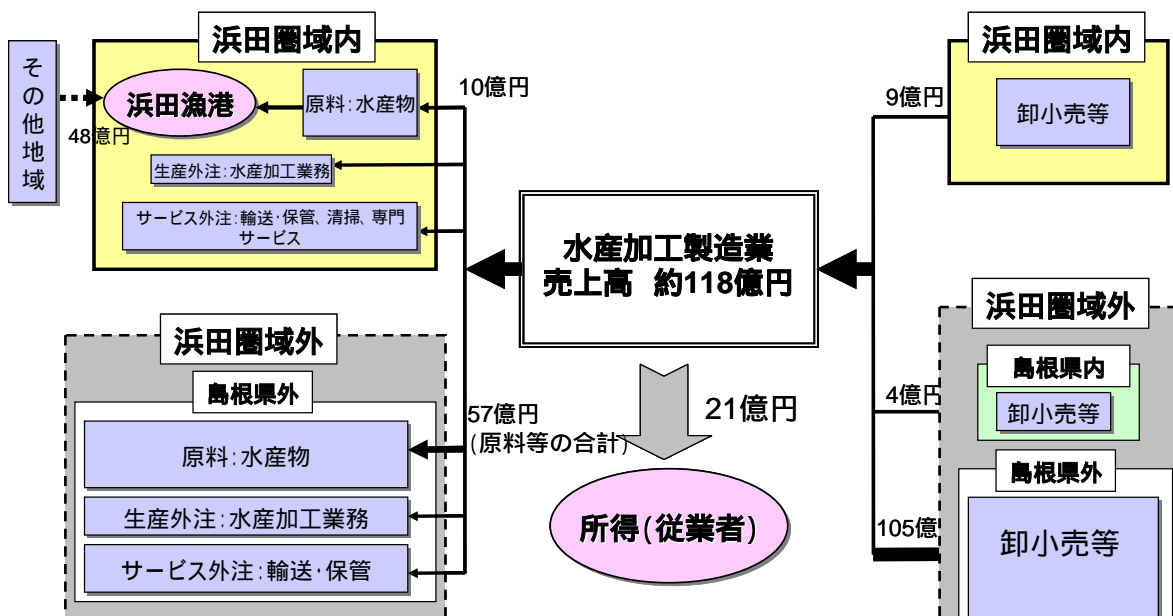 浜田圏域内
その他地域
浜田漁港
原料:水産物
10億円
48億円
生産外注:水産加工業務
サービス外注:輸送・保管、清掃、専門
サービス
浜田圏域外
島根県外
原料:水産物
57億円
(原料等の合計)
生産外注:水産加工業務
サービス外注:輸送・保管
水産加工製造業
売上高 約118億円
21億円
所得(従業者)
浜田圏域内
9億円
卸小売等
浜田圏域外
島根県内
4億円
卸小売等
島根県外
105億
卸小売等